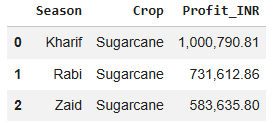 Season Crop Profit_INR
0 Kharif Sugarcane 1,000,790.81
1 Rabi Sugarcane 731,612.86
2 Zaid Sugarcane 583,635.80